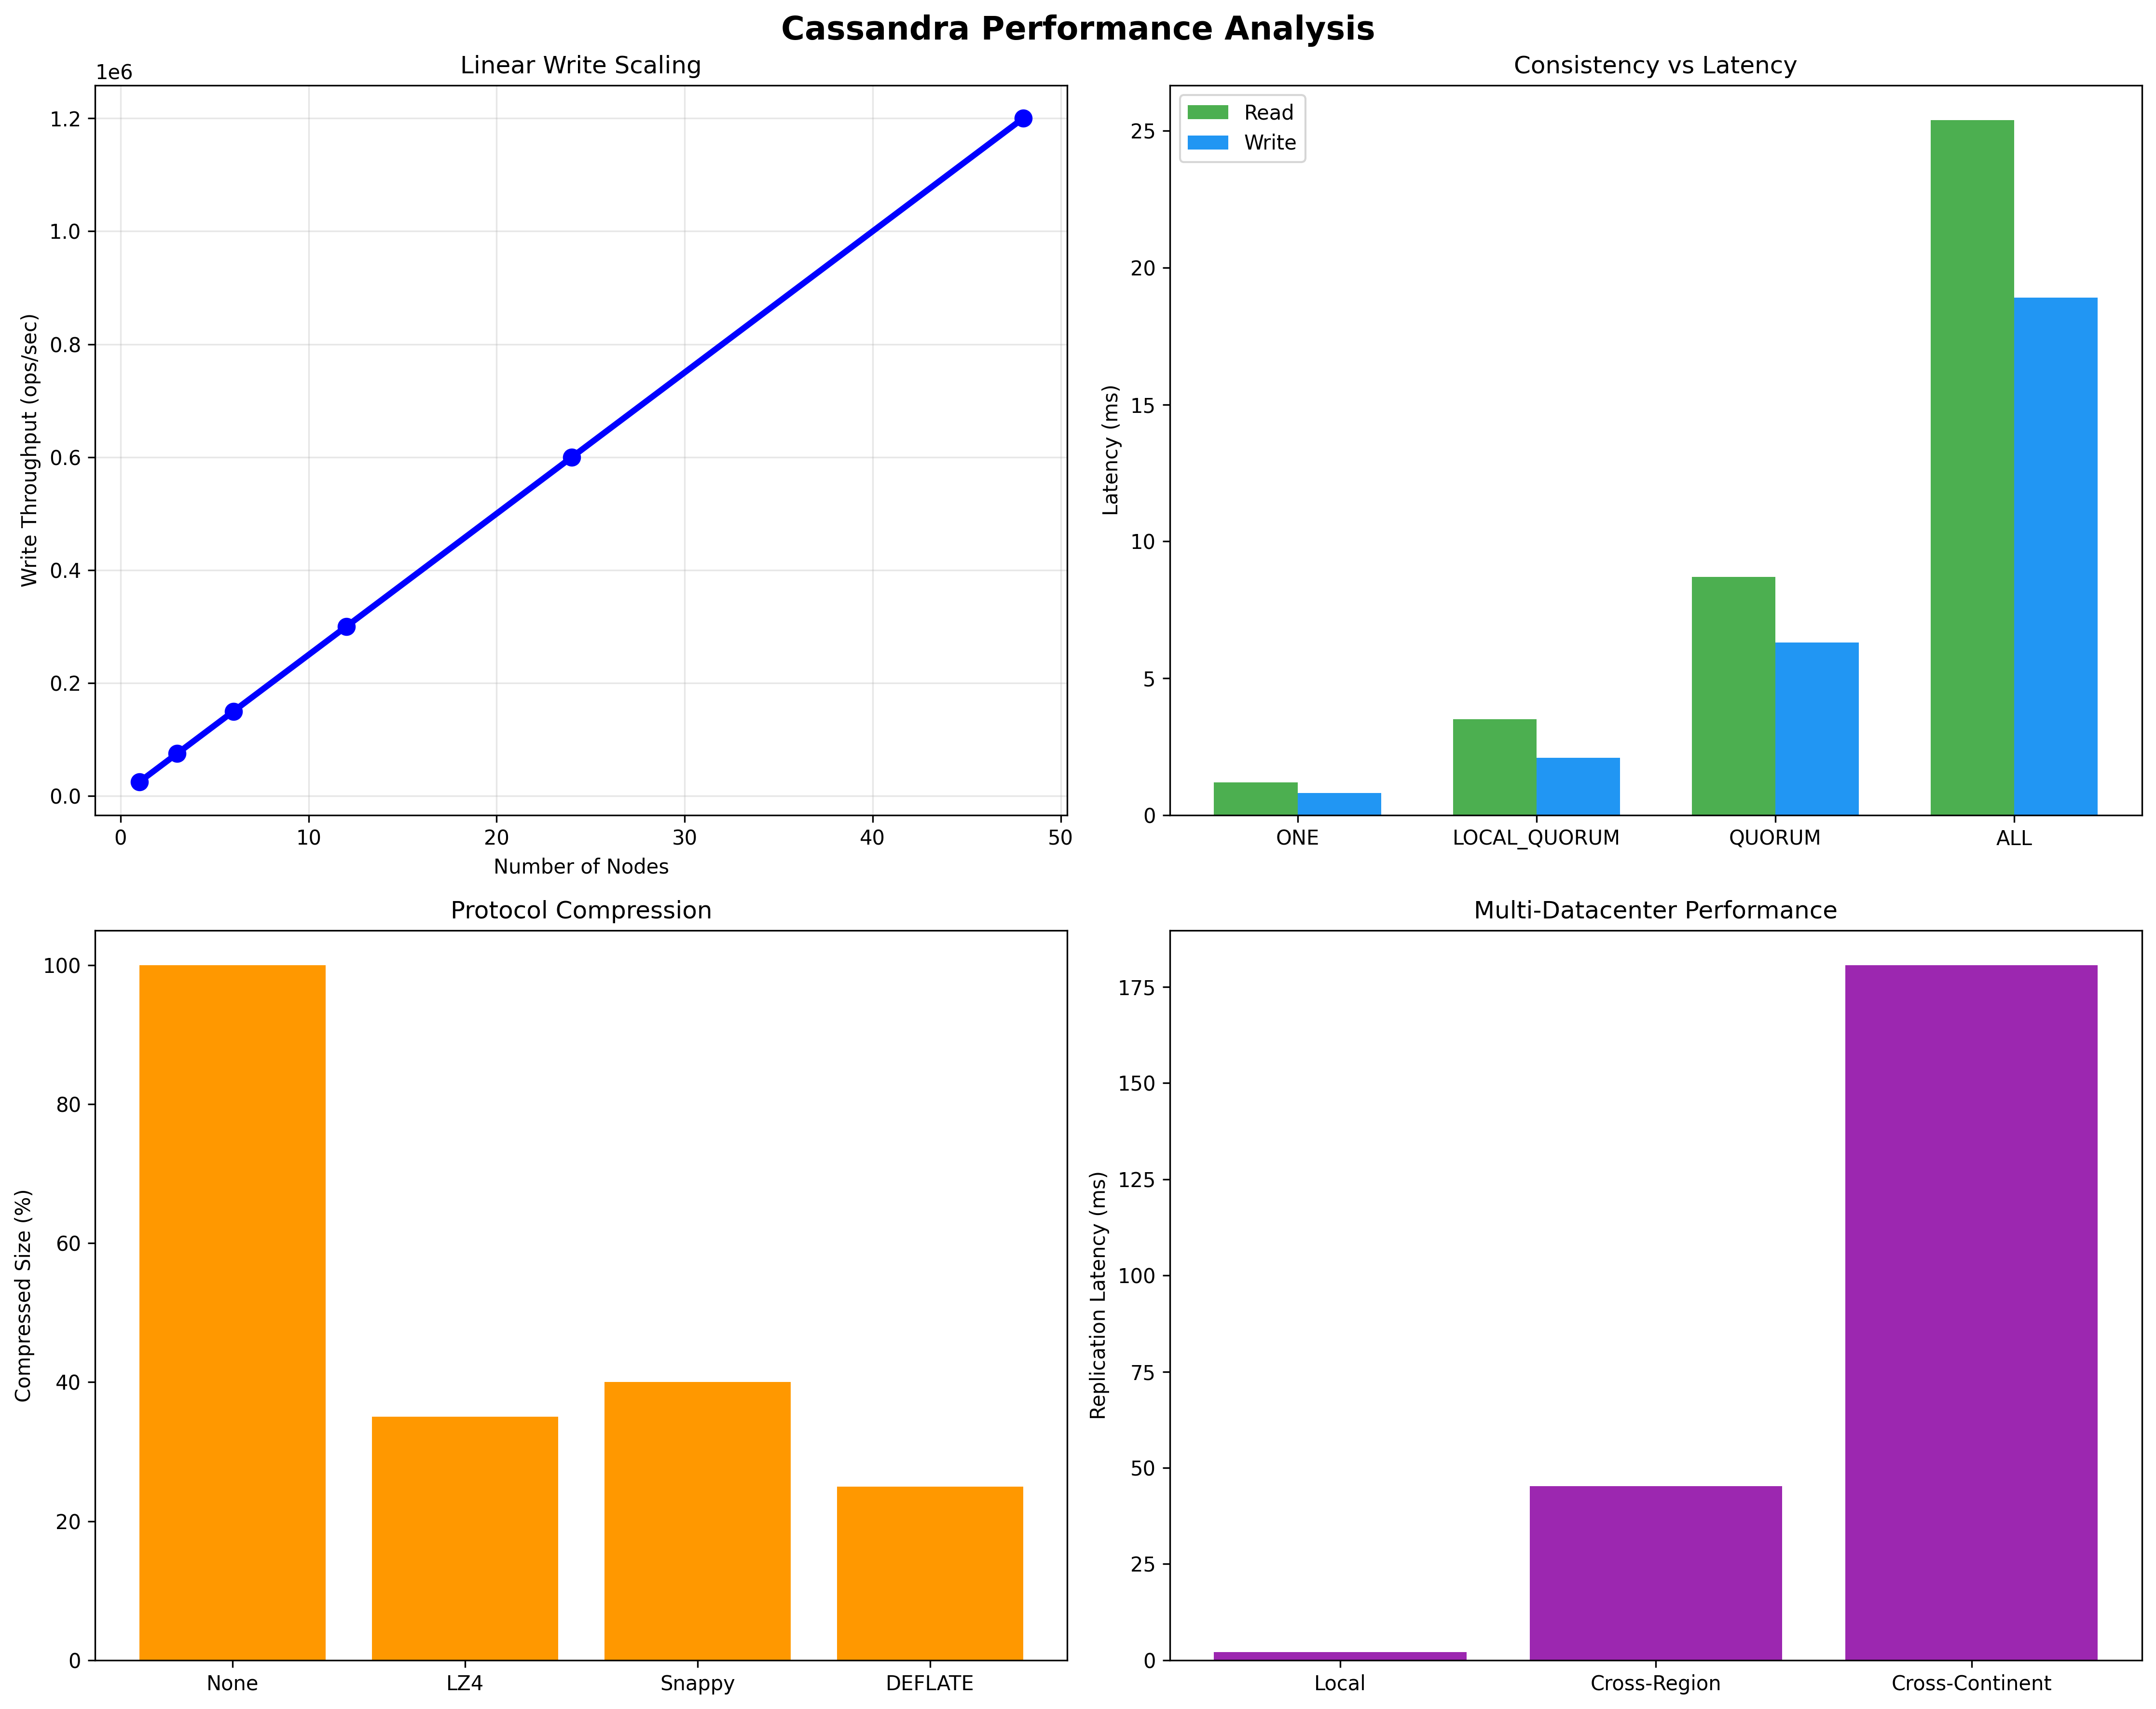 Cassandra Performance Analysis
Linear Write Scaling
1e6
1.2
1.0
0.8
0.6
0.4
0.2
0.0
Write Throughput (ops/sec)
0 10 20 30 40 50
Number of Nodes
Consistency vs Latency
Read
Write
25
20
15
10
5
0
Latency (ms)
ONE LOCAL_QUORUM QUORUM ALL
Protocol Compression
100
80
60
40
20
0
Compressed Size (%)
None LZ4 Snappy DEFLATE
Multi-Datacenter Performance
175
150
125
100
75
50
25
0
Replication Latency (ms)
Local Cross-Region Cross-Continent